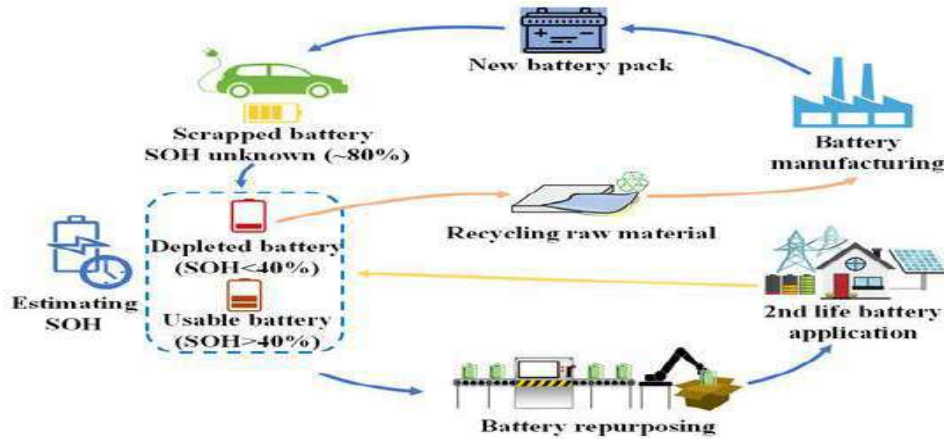 New battery pack
Scrapped battery
SOH unknown (~80%)
Battery
manufacturing
Depleted battery
(SOH<40%)
Recycling raw material
Estimating
SOH
Usable battery
(SOH>40%)
2nd life battery
application
Battery repurposing